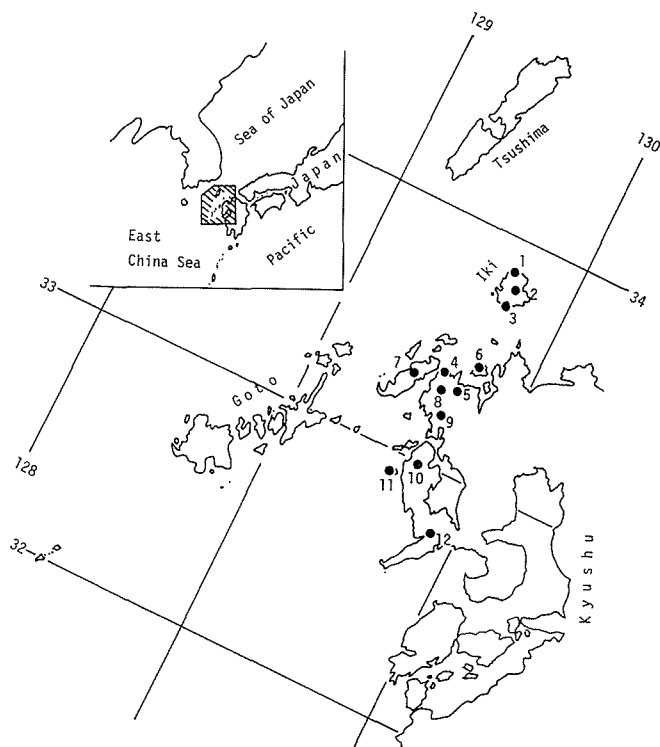 129
Sea of Japan
Tsushima
130
Japan
East
China Sea
Pacific
Iki
1
2
34
3
33
7
4
6
Goto
8
5
9
128
11
10
12
32
Kyushu